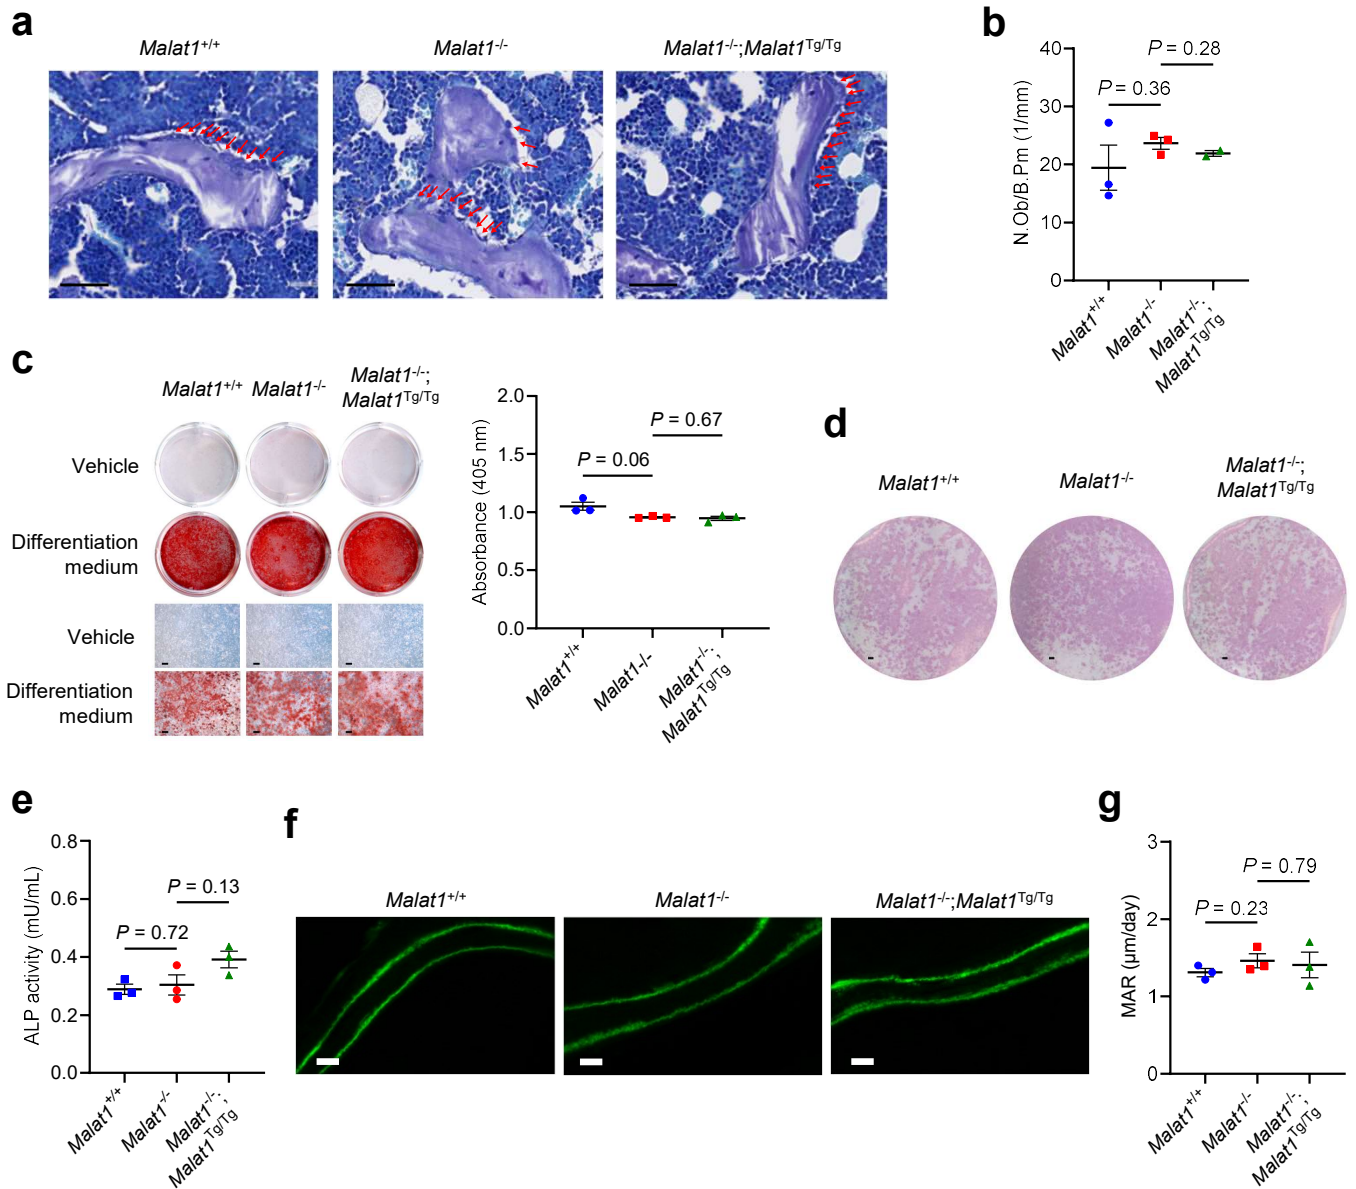 a
Malat1+/+
Malat1-/-
Malat1-/-;Malat1Tg/Tg
b
N.Ob/B.Pm (1/mm)
40
30
20
10
0
P = 0.28
P = 0.36
Malat1+/+
Malat1-/-
Malat1-/-;
Malat1Tg/Tg
c
Malat1+/+
Malat1-/-
Malat1-/-;
Malat1Tg/Tg
Vehicle
Differentiation
medium
Vehicle
Differentiation
medium
Absorbance (405 nm)
2.0
1.5
1.0
0.5
0.0
P = 0.67
P = 0.06
Malat1+/+
Malat1-/-
Malat1-/-;
Malat1Tg/Tg
d
Malat1+/+
Malat1-/-
Malat1-/-;
Malat1Tg/Tg
e
ALP activity (mU/mL)
0.8
0.6
0.4
0.2
0.0
P = 0.13
P = 0.72
Malat1+/+
Malat1-/-
Malat1-/-;
Malat1Tg/Tg
f
Malat1+/+
Malat1-/-
Malat1-/-;Malat1Tg/Tg
g
MAR (μm/day)
3
2
1
0
P = 0.79
P = 0.23
Malat1+/+
Malat1-/-
Malat1-/-;
Malat1Tg/Tg